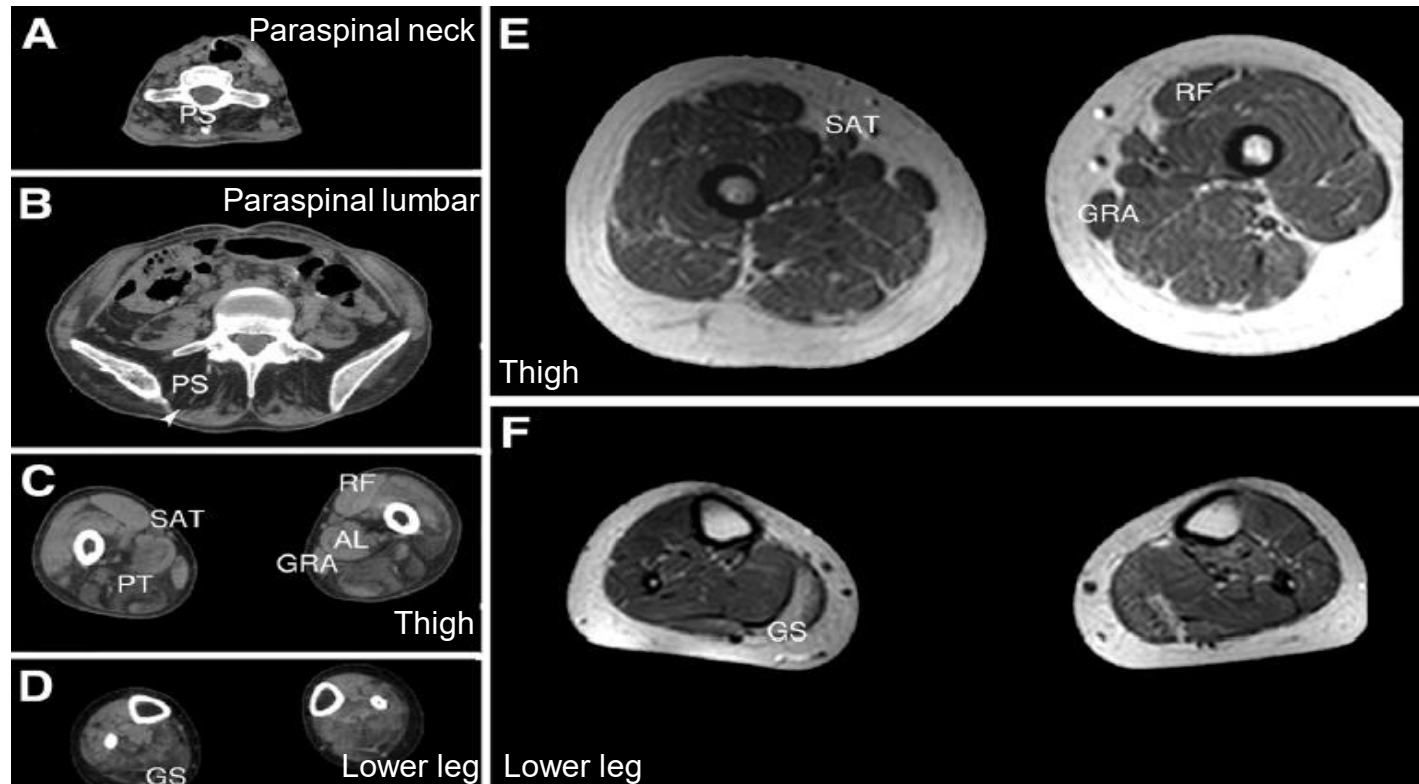 A
Paraspinal neck
PS
B
Paraspinal lumbar
PS
C
RF
SAT
AL
GRA
PT
Thigh
D
GS
Lower leg
E
RF
SAT
GRA
Thigh
F
GS
Lower leg